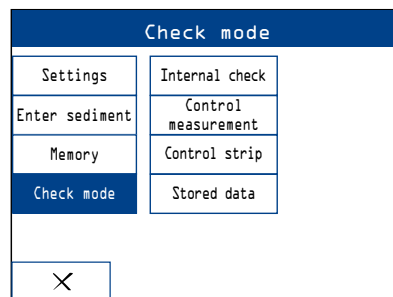 Check mode
Settings
Internal check
Enter sediment
Control
measurement
Memory
Control strip
Check mode
Stored data